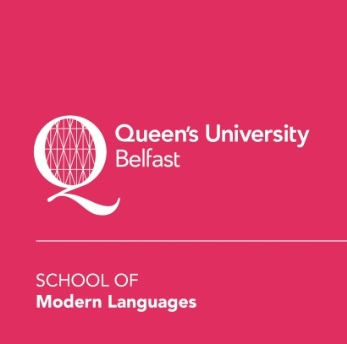 Queen's University
Belfast
SCHOOL OF
Modern Languages